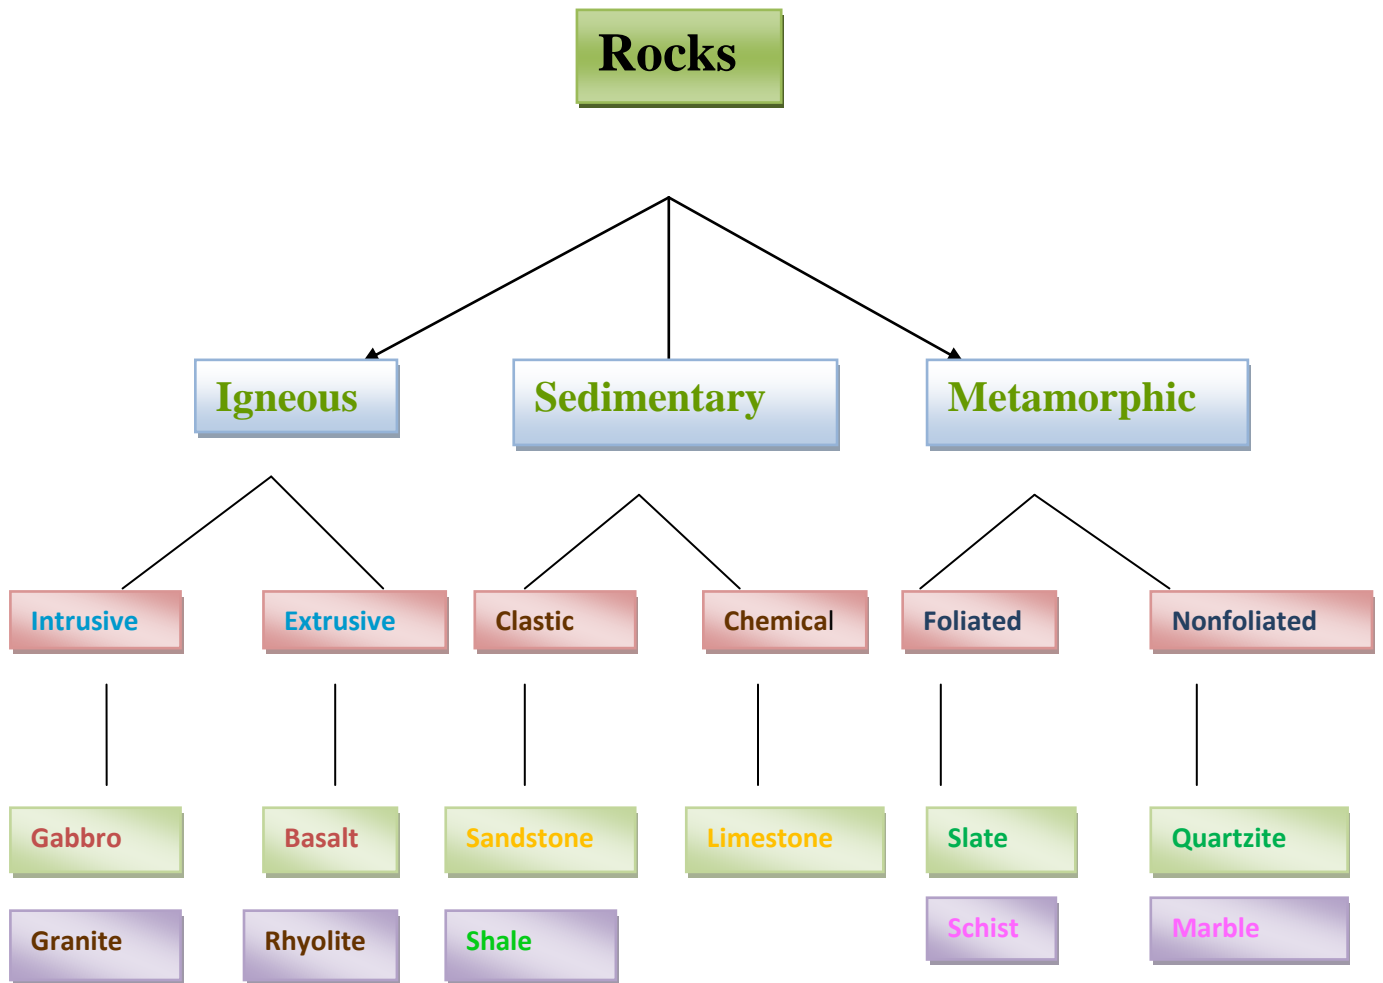 Rocks
Igneous
Sedimentary
Metamorphic
Intrusive
Extrusive
Clastic
Chemical
Foliated
Nonfoliated
Gabbro
Basalt
Sandstone
Limestone
Slate
Quartzite
Granite
Rhyolite
Shale
Schist
Marble